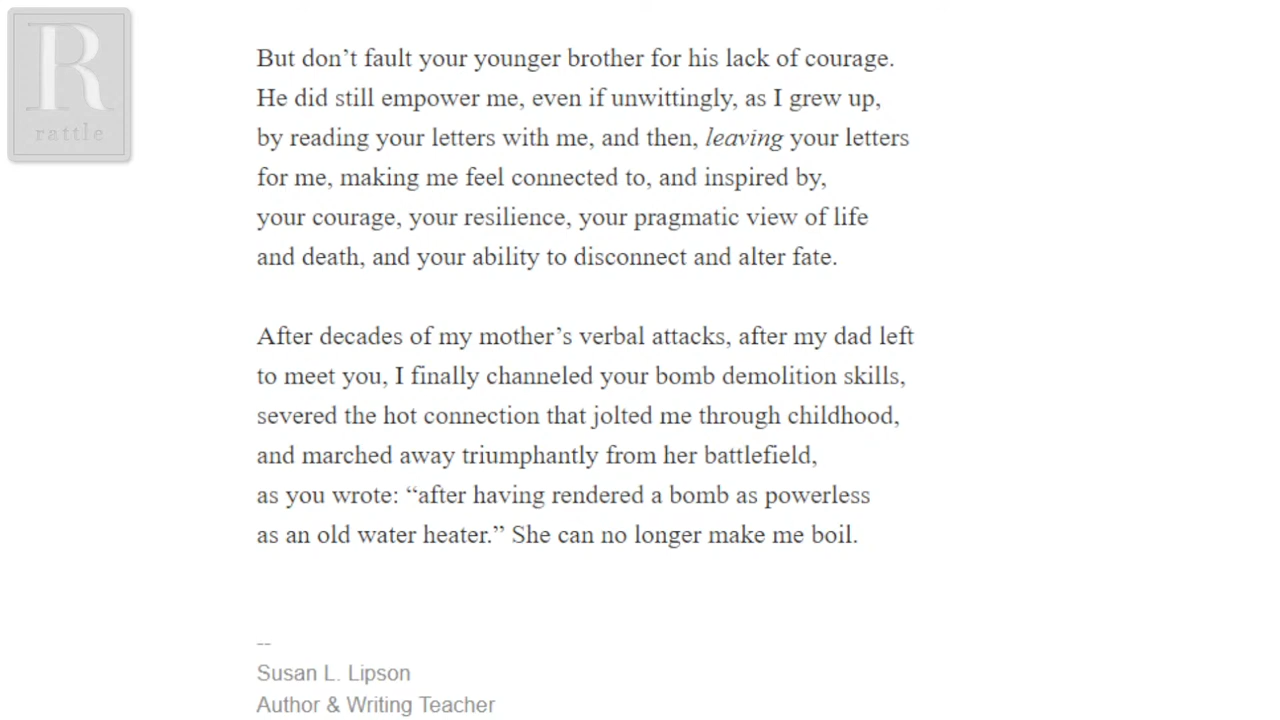 R
rattle
But don’t fault your younger brother for his lack of courage.
He did still empower me, even if unwittingly, as I grew up,
by reading your letters with me, and then, leaving your letters
for me, making me feel connected to, and inspired by,
your courage, your resilience, your pragmatic view of life
and death, and your ability to disconnect and alter fate.
After decades of my mother’s verbal attacks, after my dad left
to meet you, I finally channeled your bomb demolition skills,
severed the hot connection that jolted me through childhood,
and marched away triumphantly from her battlefield,
as you wrote: “after having rendered a bomb as powerless
as an old water heater.” She can no longer make me boil.
--
Susan L. Lipson
Author & Writing Teacher